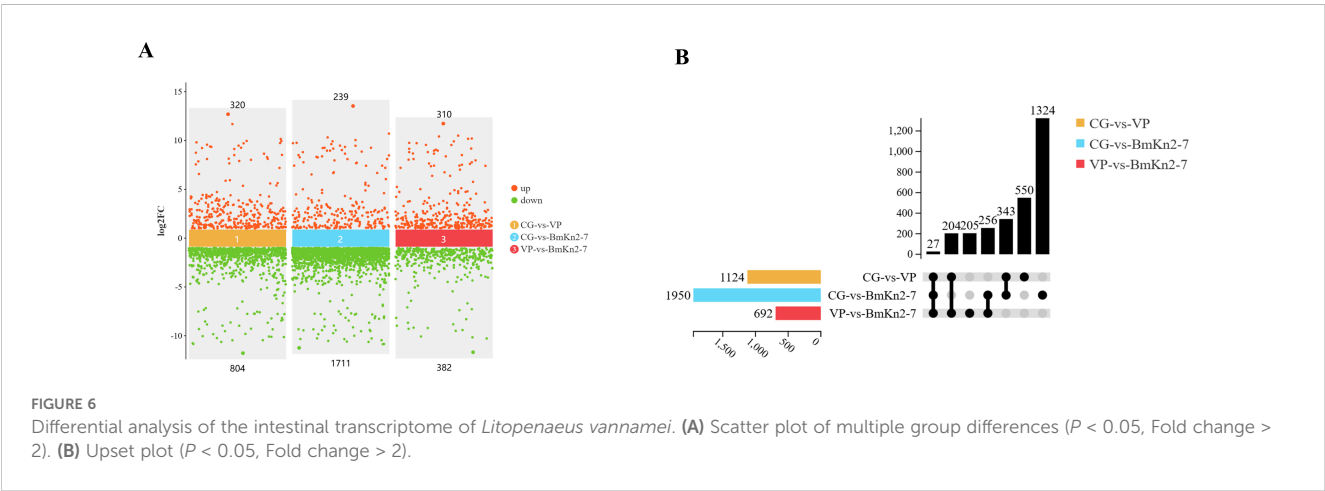 A
B
15
10
5
0
-5
-10
log2FC
320
239
310
1
2
3
804
1711
382
up
down
1 CG-vs-VP
2 CG-vs-BmKn2-7
3 VP-vs-BmKn2-7
1,200
1,000
800
600
400
200
0
27
204
205
256
343
550
1324
CG-vs-VP
CG-vs-BmKn2-7
VP-vs-BmKn2-7
1124
CG-vs-VP
1950
CG-vs-BmKn2-7
692
VP-vs-BmKn2-7
1,500
1,000
500
0
FIGURE 6
Differential analysis of the intestinal transcriptome of Litopenaeus vannamei. (A) Scatter plot of multiple group differences (P < 0.05, Fold change >
2). (B) Upset plot (P < 0.05, Fold change > 2).